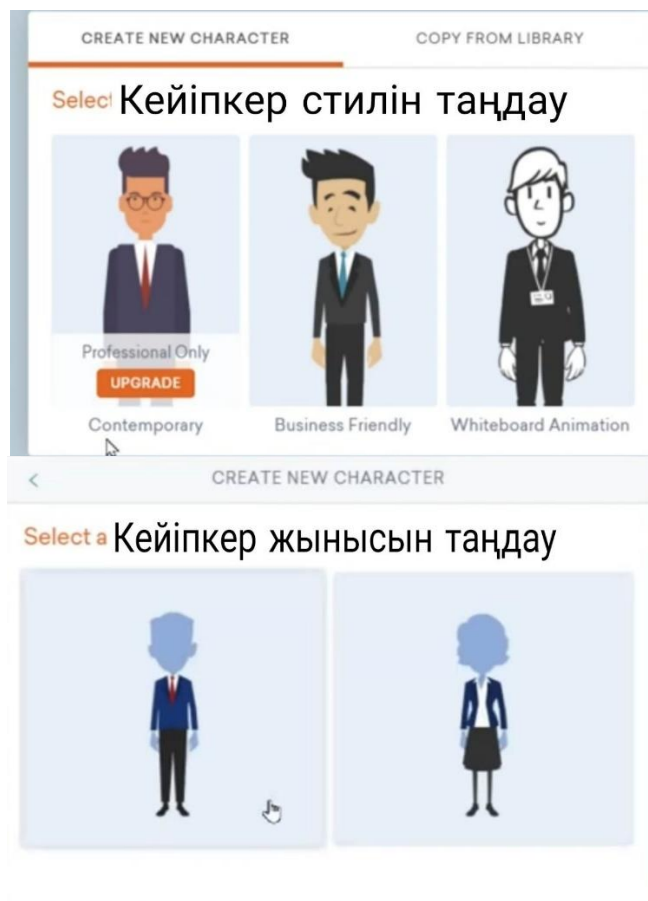 CREATE NEW CHARACTER COPY FROM LIBRARY
Selec Кейіпкер стилін таңдау
Professional Only
UPGRADE
Contemporary Business Friendly Whiteboard Animation
CREATE NEW CHARACTER
Select a Кейіпкер жынысын таңдау